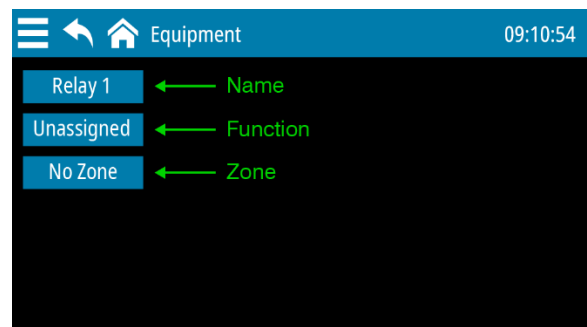 Equipment 09:10:54
Relay 1 Name
Unassigned Function
No Zone Zone